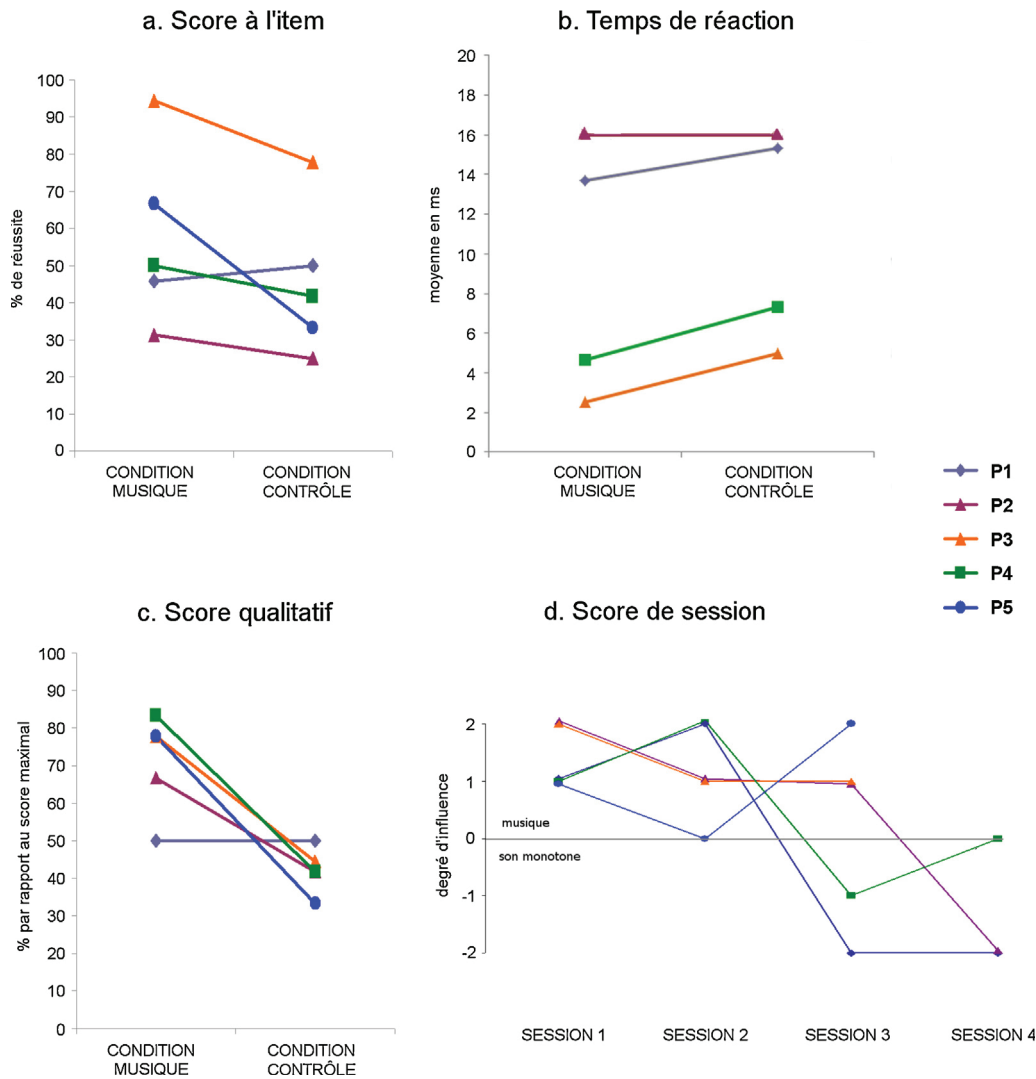 a. Score à l'item
% de réussite
100
90
80
70
60
50
40
30
20
10
0
CONDITION
MUSIQUE
CONDITION
CONTRÔLE
b. Temps de réaction
moyenne en ms
20
18
16
14
12
10
8
6
4
2
0
CONDITION
MUSIQUE
CONDITION
CONTRÔLE
P1
P2
P3
P4
P5
c. Score qualitatif
% par rapport au score maximal
100
90
80
70
60
50
40
30
20
10
0
CONDITION
MUSIQUE
CONDITION
CONTRÔLE
d. Score de session
degré d'influence
2
1
0
-1
-2
musique
son monotone
SESSION 1
SESSION 2
SESSION 3
SESSION 4